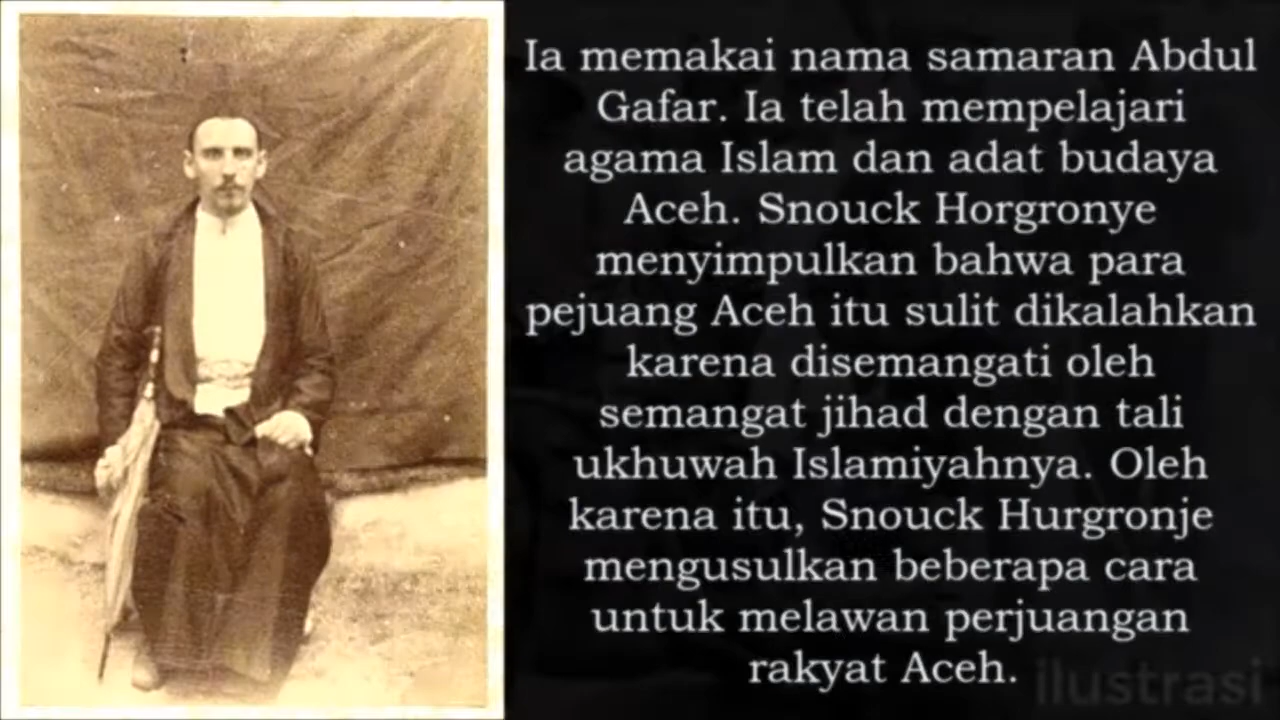 Ia memakai nama samaran Abdul
Gafar. Ia telah mempelajari
agama Islam dan adat budaya
Aceh. Snouck Horgronye
menyimpulkan bahwa para
pejuang Aceh itu sulit dikalahkan
karena disemangati oleh
semangat jihad dengan tali
ukhuwah Islamiyahnya. Oleh
karena itu, Snouck Hurgronje
mengusulkan beberapa cara
untuk melawan perjuangan
rakyat Aceh.
ilustrasi